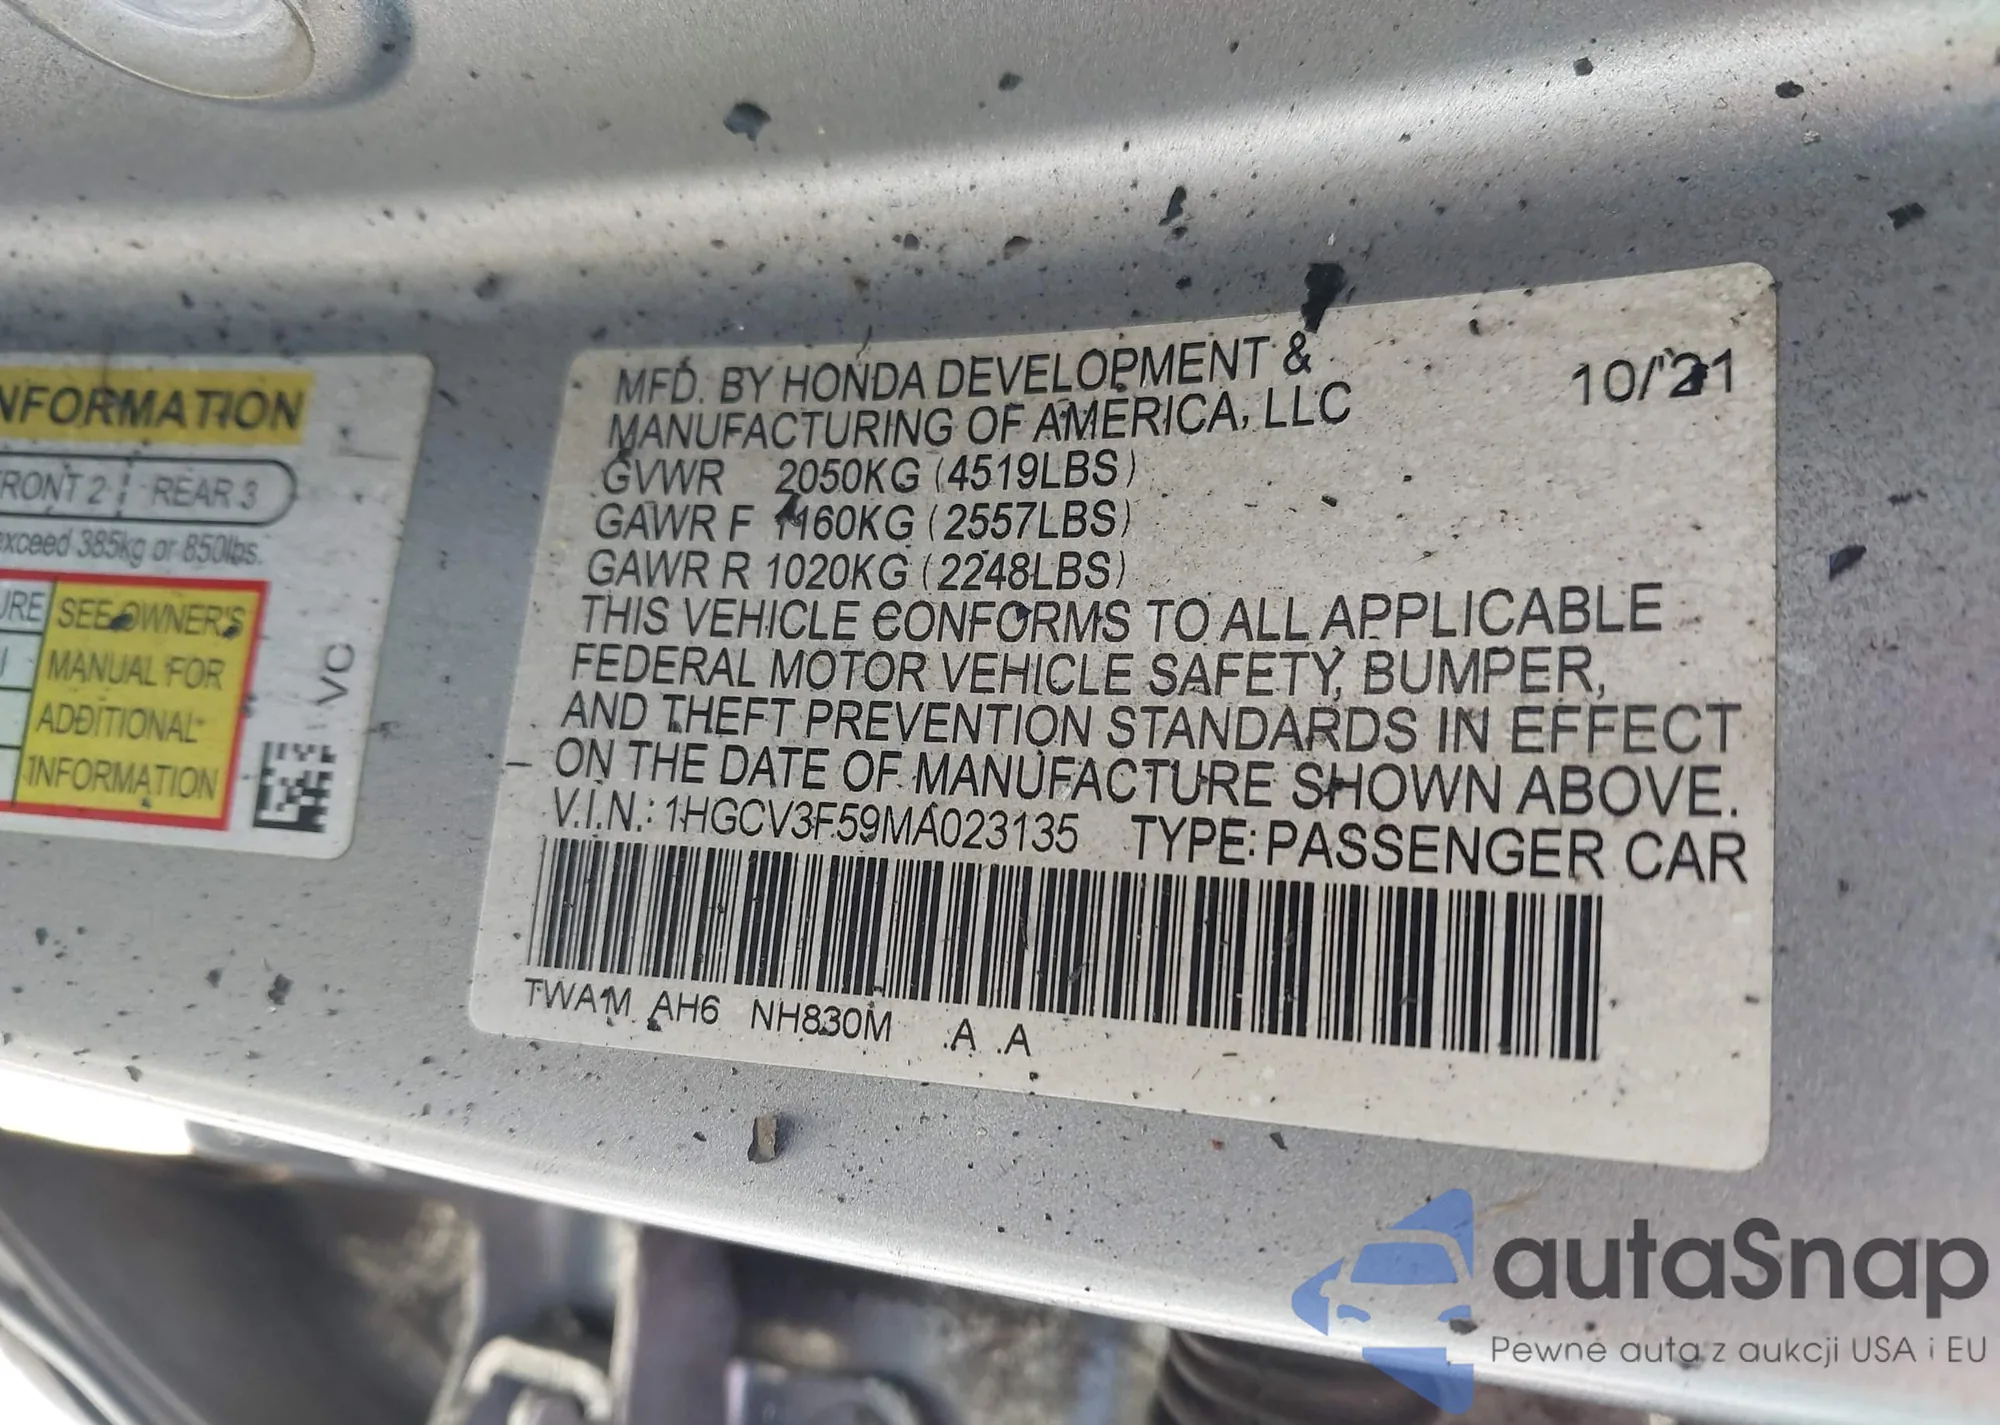 NFORMATION
FRONT 2 REAR 3
exceed 385kg or 850lbs.
URE
SEE OWNER'S
MANUAL FOR
ADDITIONAL
INFORMATION
VC
MFD. BY HONDA DEVELOPMENT &
MANUFACTURING OF AMERICA, LLC
10/'21
GVWR 2050KG (4519LBS)
GAWR F 1160KG (2557LBS)
GAWR R 1020KG (2248LBS)
THIS VEHICLE CONFORMS TO ALL APPLICABLE
FEDERAL MOTOR VEHICLE SAFETY, BUMPER,
AND THEFT PREVENTION STANDARDS IN EFFECT
ON THE DATE OF MANUFACTURE SHOWN ABOVE.
V.I.N.: 1HGCV3F59MA023135 TYPE: PASSENGER CAR
TWA1M AH6 NH830M A A
autaSnap
Pewne auta z aukcji USA i EU